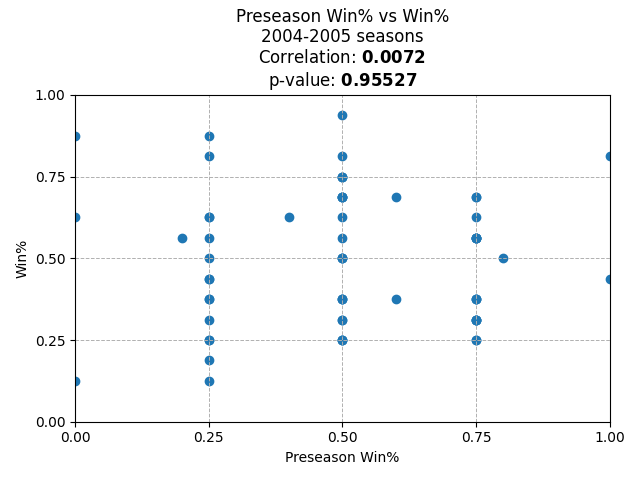 Preseason Win% vs Win%
2004-2005 seasons
Correlation: 0.0072
p-value: 0.95527
1.00
0.75
0.50
0.25
0.00
Win%
0.00 0.25 0.50 0.75 1.00
Preseason Win%